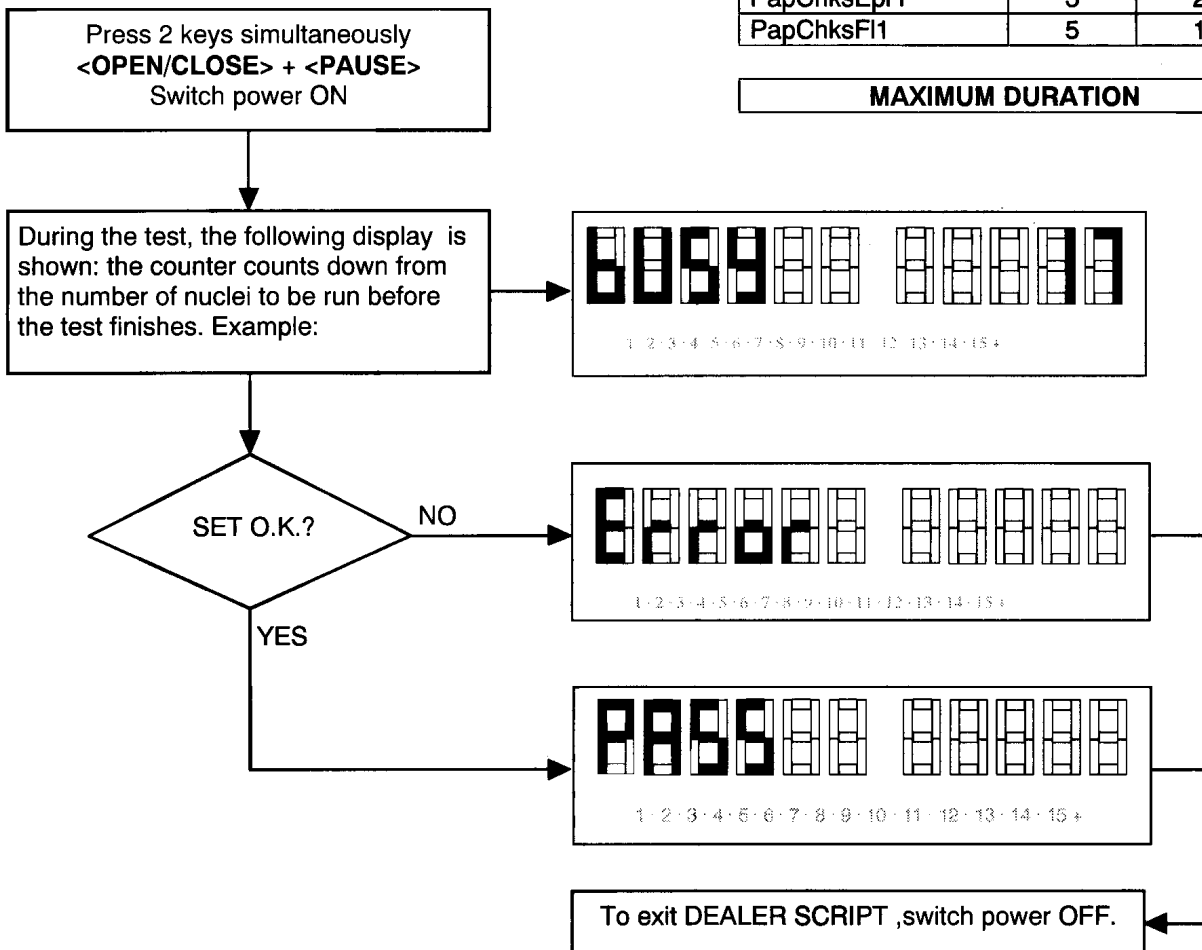 Press 2 keys simultaneously
<OPEN/CLOSE> + <PAUSE>
Switch power ON
PapChksFl1 5 1
MAXIMUM DURATION
During the test, the following display is
shown: the counter counts down from
the number of nuclei to be run before
the test finishes. Example:
bUSY 17
1·2·3·4·5·6·7·8·9·10·11 12 13·14·15+
SET O.K.?
NO
Error
1·2·3·4·5·6·7·8·9·10·11·12·13·14·15+
YES
PASS
1·2·3·4·5·6·7·8·9·10·11·12·13·14·15+
To exit DEALER SCRIPT ,switch power OFF.